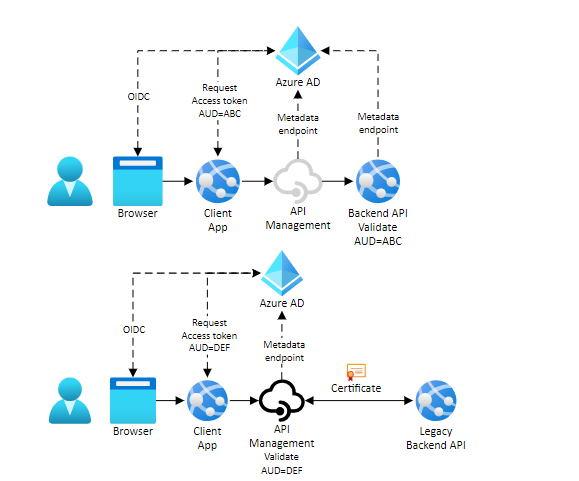 Azure AD
OIDC
Request
Access token
AUD=ABC
Metadata
endpoint
Metadata
endpoint
Browser
Client
App
API
Management
Backend API
Validate
AUD=ABC
Azure AD
OIDC
Request
Access token
AUD=DEF
Metadata
endpoint
Certificate
Browser
Client
App
API
Management
Validate
AUD=DEF
Legacy
Backend API